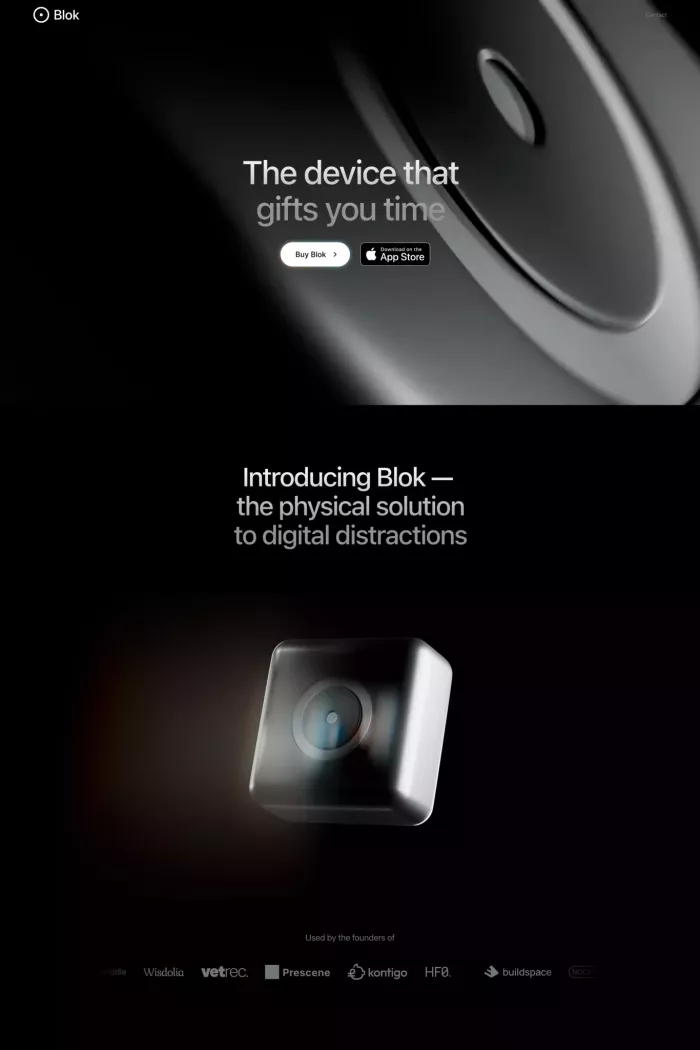 Blok
Contact
The device that
gifts you time
Buy Blok
Download on the
App Store
Introducing Blok —
the physical solution
to digital distractions
Used by the founders of
Wisdolia
vetrec.
Prescene
kontigo
HF0.
buildspace